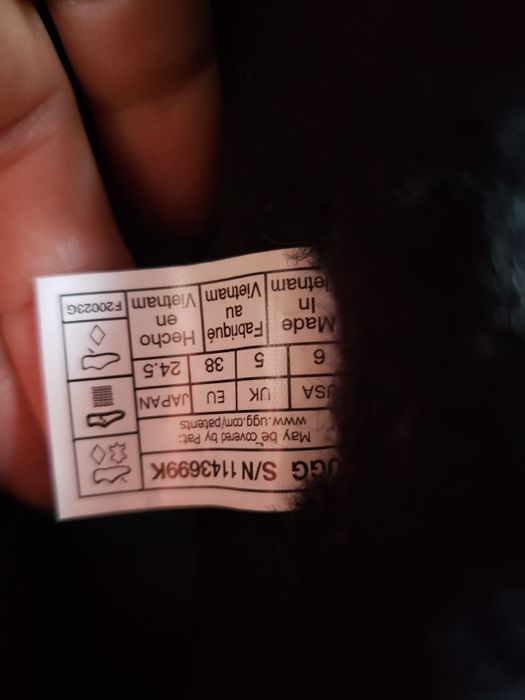 UGG S/N 1143699K
May be covered by Pat:
www.ugg.com/patents
USA UK EU JAPAN
6 5 38 24.5
Made In Vietnam
Fabriqué au Vietnam
Hecho en Vietnam
F20023G